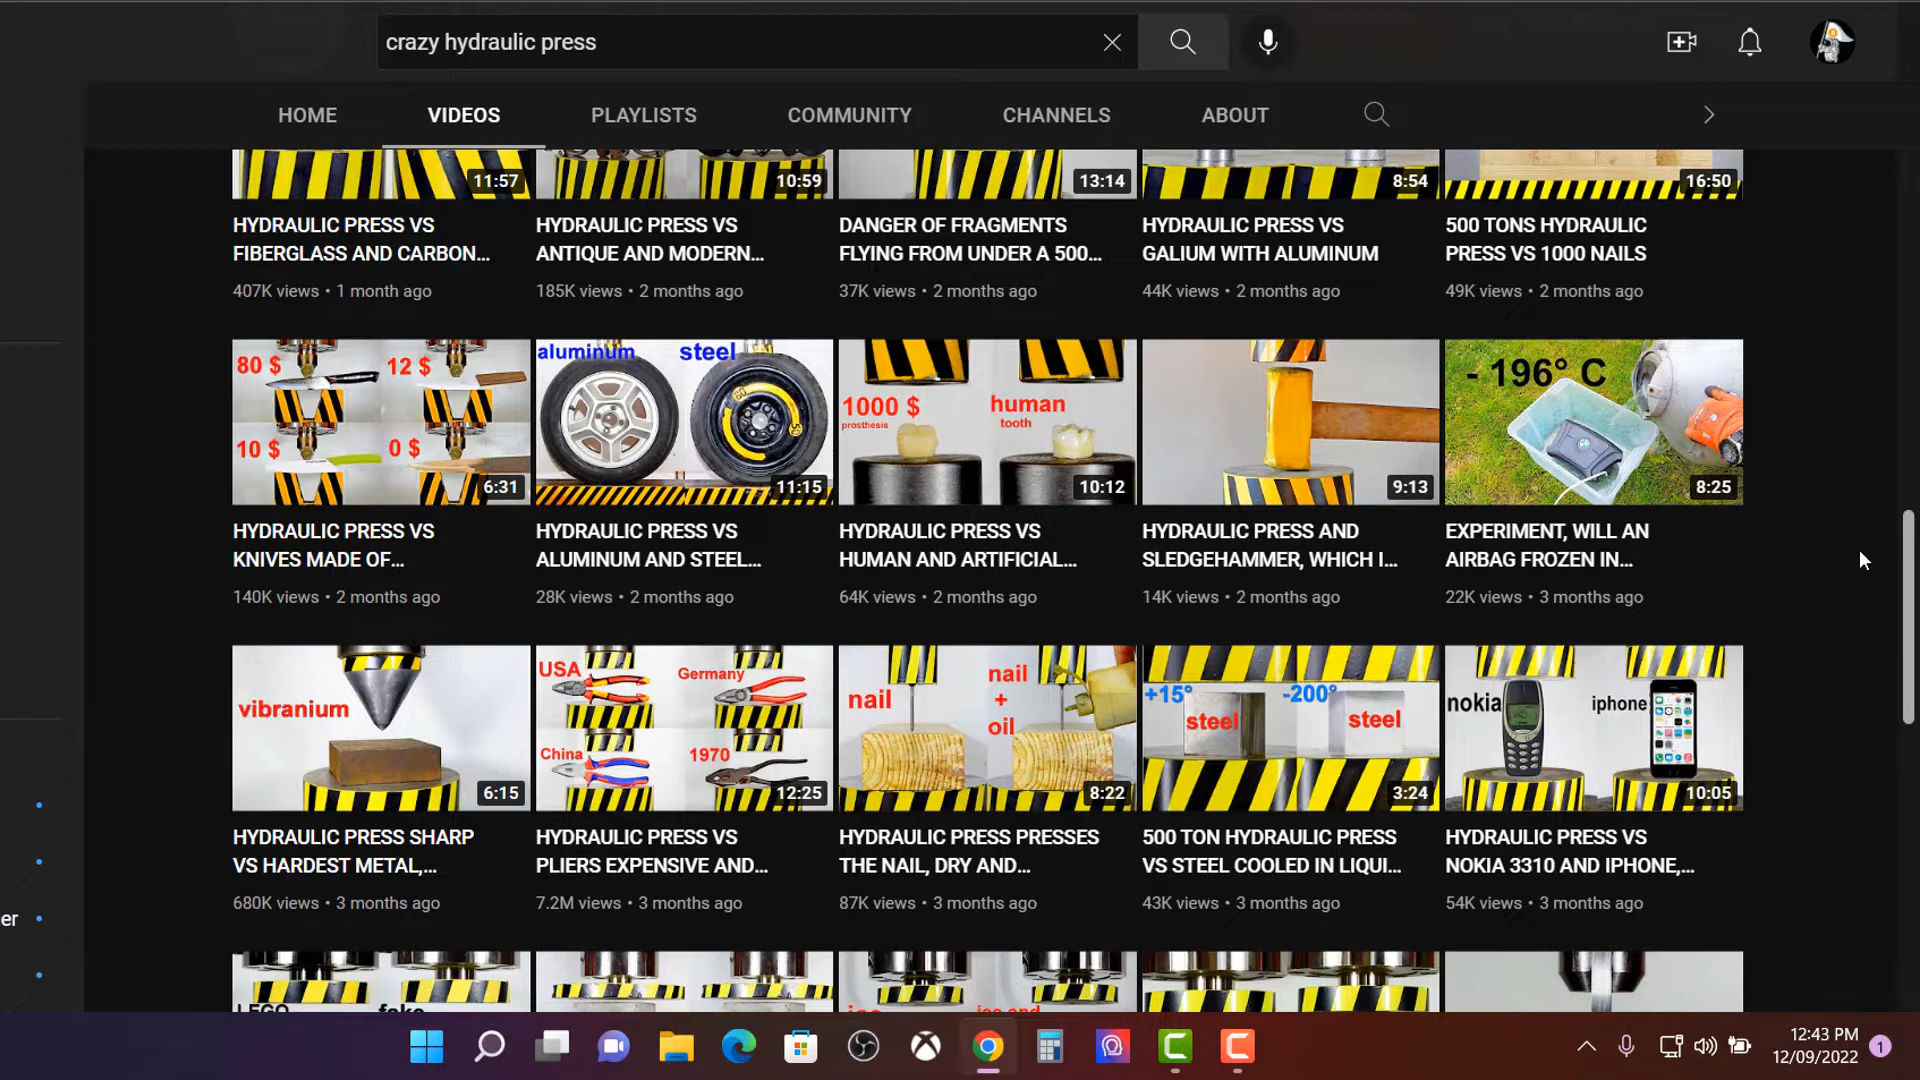 crazy hydraulic press
HOME VIDEOS PLAYLISTS COMMUNITY CHANNELS ABOUT
11:57 10:59 13:14 8:54 16:50
HYDRAULIC PRESS VS
FIBERGLASS AND CARBON...
407K views • 1 month ago
HYDRAULIC PRESS VS
ANTIQUE AND MODERN...
185K views • 2 months ago
DANGER OF FRAGMENTS
FLYING FROM UNDER A 500...
37K views • 2 months ago
HYDRAULIC PRESS VS
GALIUM WITH ALUMINUM
44K views • 2 months ago
500 TONS HYDRAULIC
PRESS VS 1000 NAILS
49K views • 2 months ago
80 $ 12 $
10 $ 0 $
6:31
HYDRAULIC PRESS VS
KNIVES MADE OF...
140K views • 2 months ago
aluminum steel
11:15
HYDRAULIC PRESS VS
ALUMINUM AND STEEL...
28K views • 2 months ago
1000 $ human
prosthesis tooth
10:12
HYDRAULIC PRESS VS
HUMAN AND ARTIFICIAL...
64K views • 2 months ago
9:13
HYDRAULIC PRESS AND
SLEDGEHAMMER, WHICH I...
14K views • 2 months ago
- 196° C
8:25
EXPERIMENT, WILL AN
AIRBAG FROZEN IN...
22K views • 3 months ago
vibranium
6:15
HYDRAULIC PRESS SHARP
VS HARDEST METAL,...
680K views • 3 months ago
USA Germany
China 1970
12:25
HYDRAULIC PRESS VS
PLIERS EXPENSIVE AND...
7.2M views • 3 months ago
nail nail
+
oil
8:22
HYDRAULIC PRESS PRESSES
THE NAIL, DRY AND...
87K views • 3 months ago
+15° -200°
steel steel
3:24
500 TON HYDRAULIC PRESS
VS STEEL COOLED IN LIQUI...
43K views • 3 months ago
nokia iphone
10:05
HYDRAULIC PRESS VS
NOKIA 3310 AND IPHONE,...
54K views • 3 months ago
er
12:43 PM
12/09/2022
1